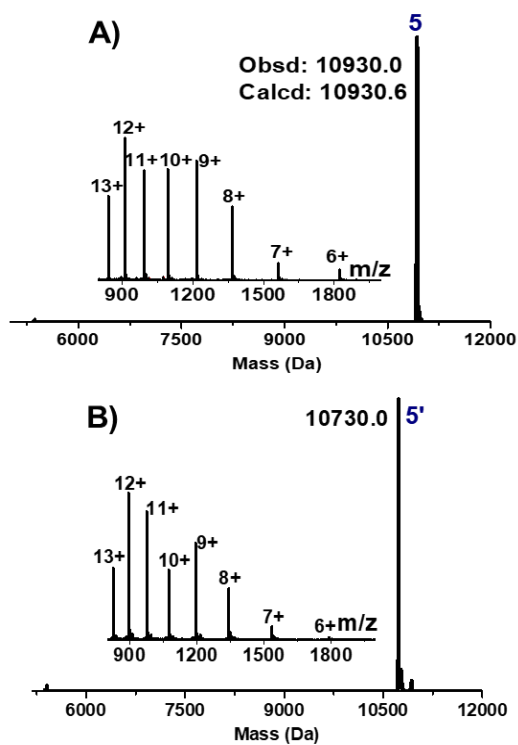 A)
5
Obsd: 10930.0
Calcd: 10930.6
12+
11+ 10+ 9+
13+
8+
7+
6+
m/z
900 1200 1500 1800
6000 7500 9000 10500 12000
Mass (Da)
B)
10730.0 5'
12+
11+
13+
10+
9+
8+
7+
6+ m/z
900 1200 1500 1800
6000 7500 9000 10500 12000
Mass (Da)